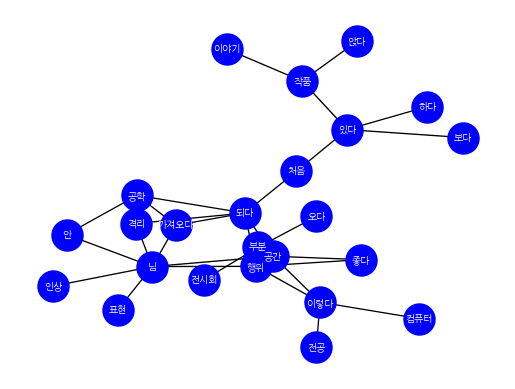 앉다
이야기
작품
하다
있다
보다
처음
공학
되다
오다
격리
가져오다
안
부분
공간
좋다
님
행위
전시회
인상
이렇다
표현
컴퓨터
전공